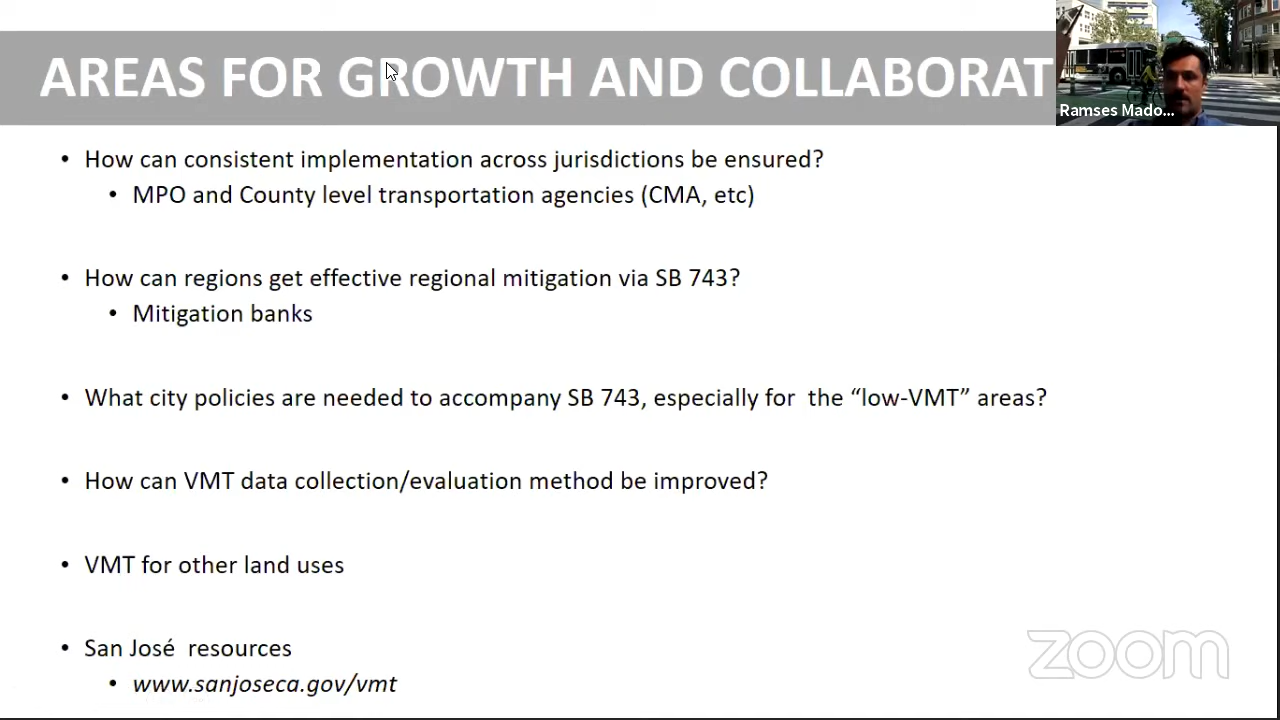 AREAS FOR GROWTH AND COLLABORAT
Ramses Mado...
• How can consistent implementation across jurisdictions be ensured?
• MPO and County level transportation agencies (CMA, etc)
• How can regions get effective regional mitigation via SB 743?
• Mitigation banks
• What city policies are needed to accompany SB 743, especially for the “low-VMT” areas?
• How can VMT data collection/evaluation method be improved?
• VMT for other land uses
• San José resources
• www.sanjoseca.gov/vmt
zoom